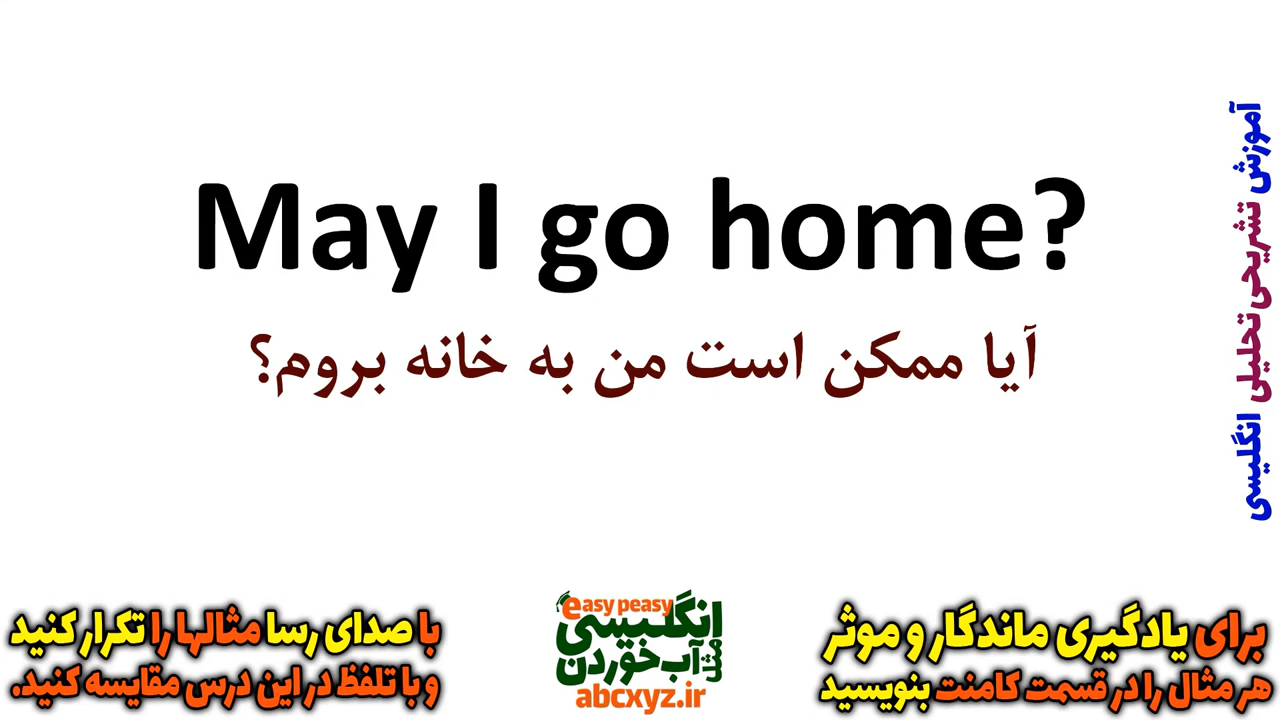 May I go home?
آیا ممکن است من به خانه بروم؟
آموزش تشریحی تحلیلی انگلیسی
برای یادگیری ماندگار و موثر
هر مثال را در قسمت کامنت بنویسید
easy peasy
انگلیسی
مثل آب خوردن
abcxyz.ir
با صدای رسا مثالها را تکرار کنید
و با تلفظ در این درس مقایسه کنید.